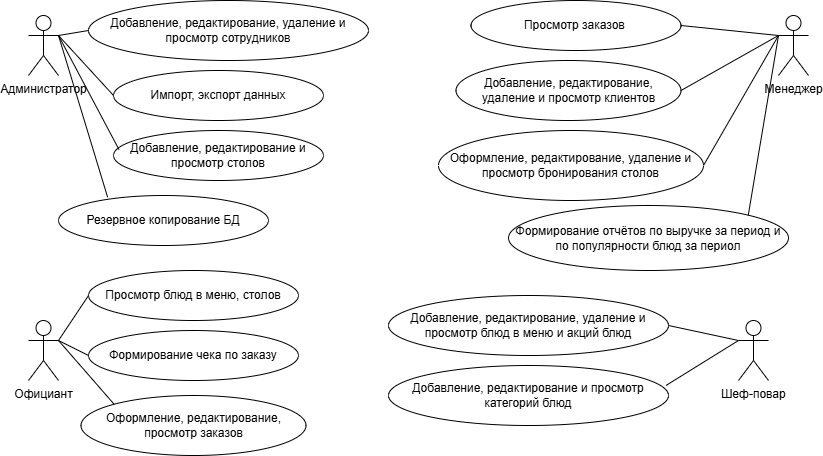 Добавление, редактирование, удаление и
просмотр сотрудников
Администратор
Импорт, экспорт данных
Добавление, редактирование и
просмотр столов
Резервное копирование БД
Просмотр заказов
Менеджер
Добавление, редактирование,
удаление и просмотр клиентов
Оформление, редактирование, удаление и
просмотр бронирования столов
Формирование отчётов по выручке за период и
по популярности блюд за периол
Просмотр блюд в меню, столов
Официант
Формирование чека по заказу
Оформление, редактирование,
просмотр заказов
Добавление, редактирование, удаление и
просмотр блюд в меню и акций блюд
Шеф-повар
Добавление, редактирование и просмотр
категорий блюд